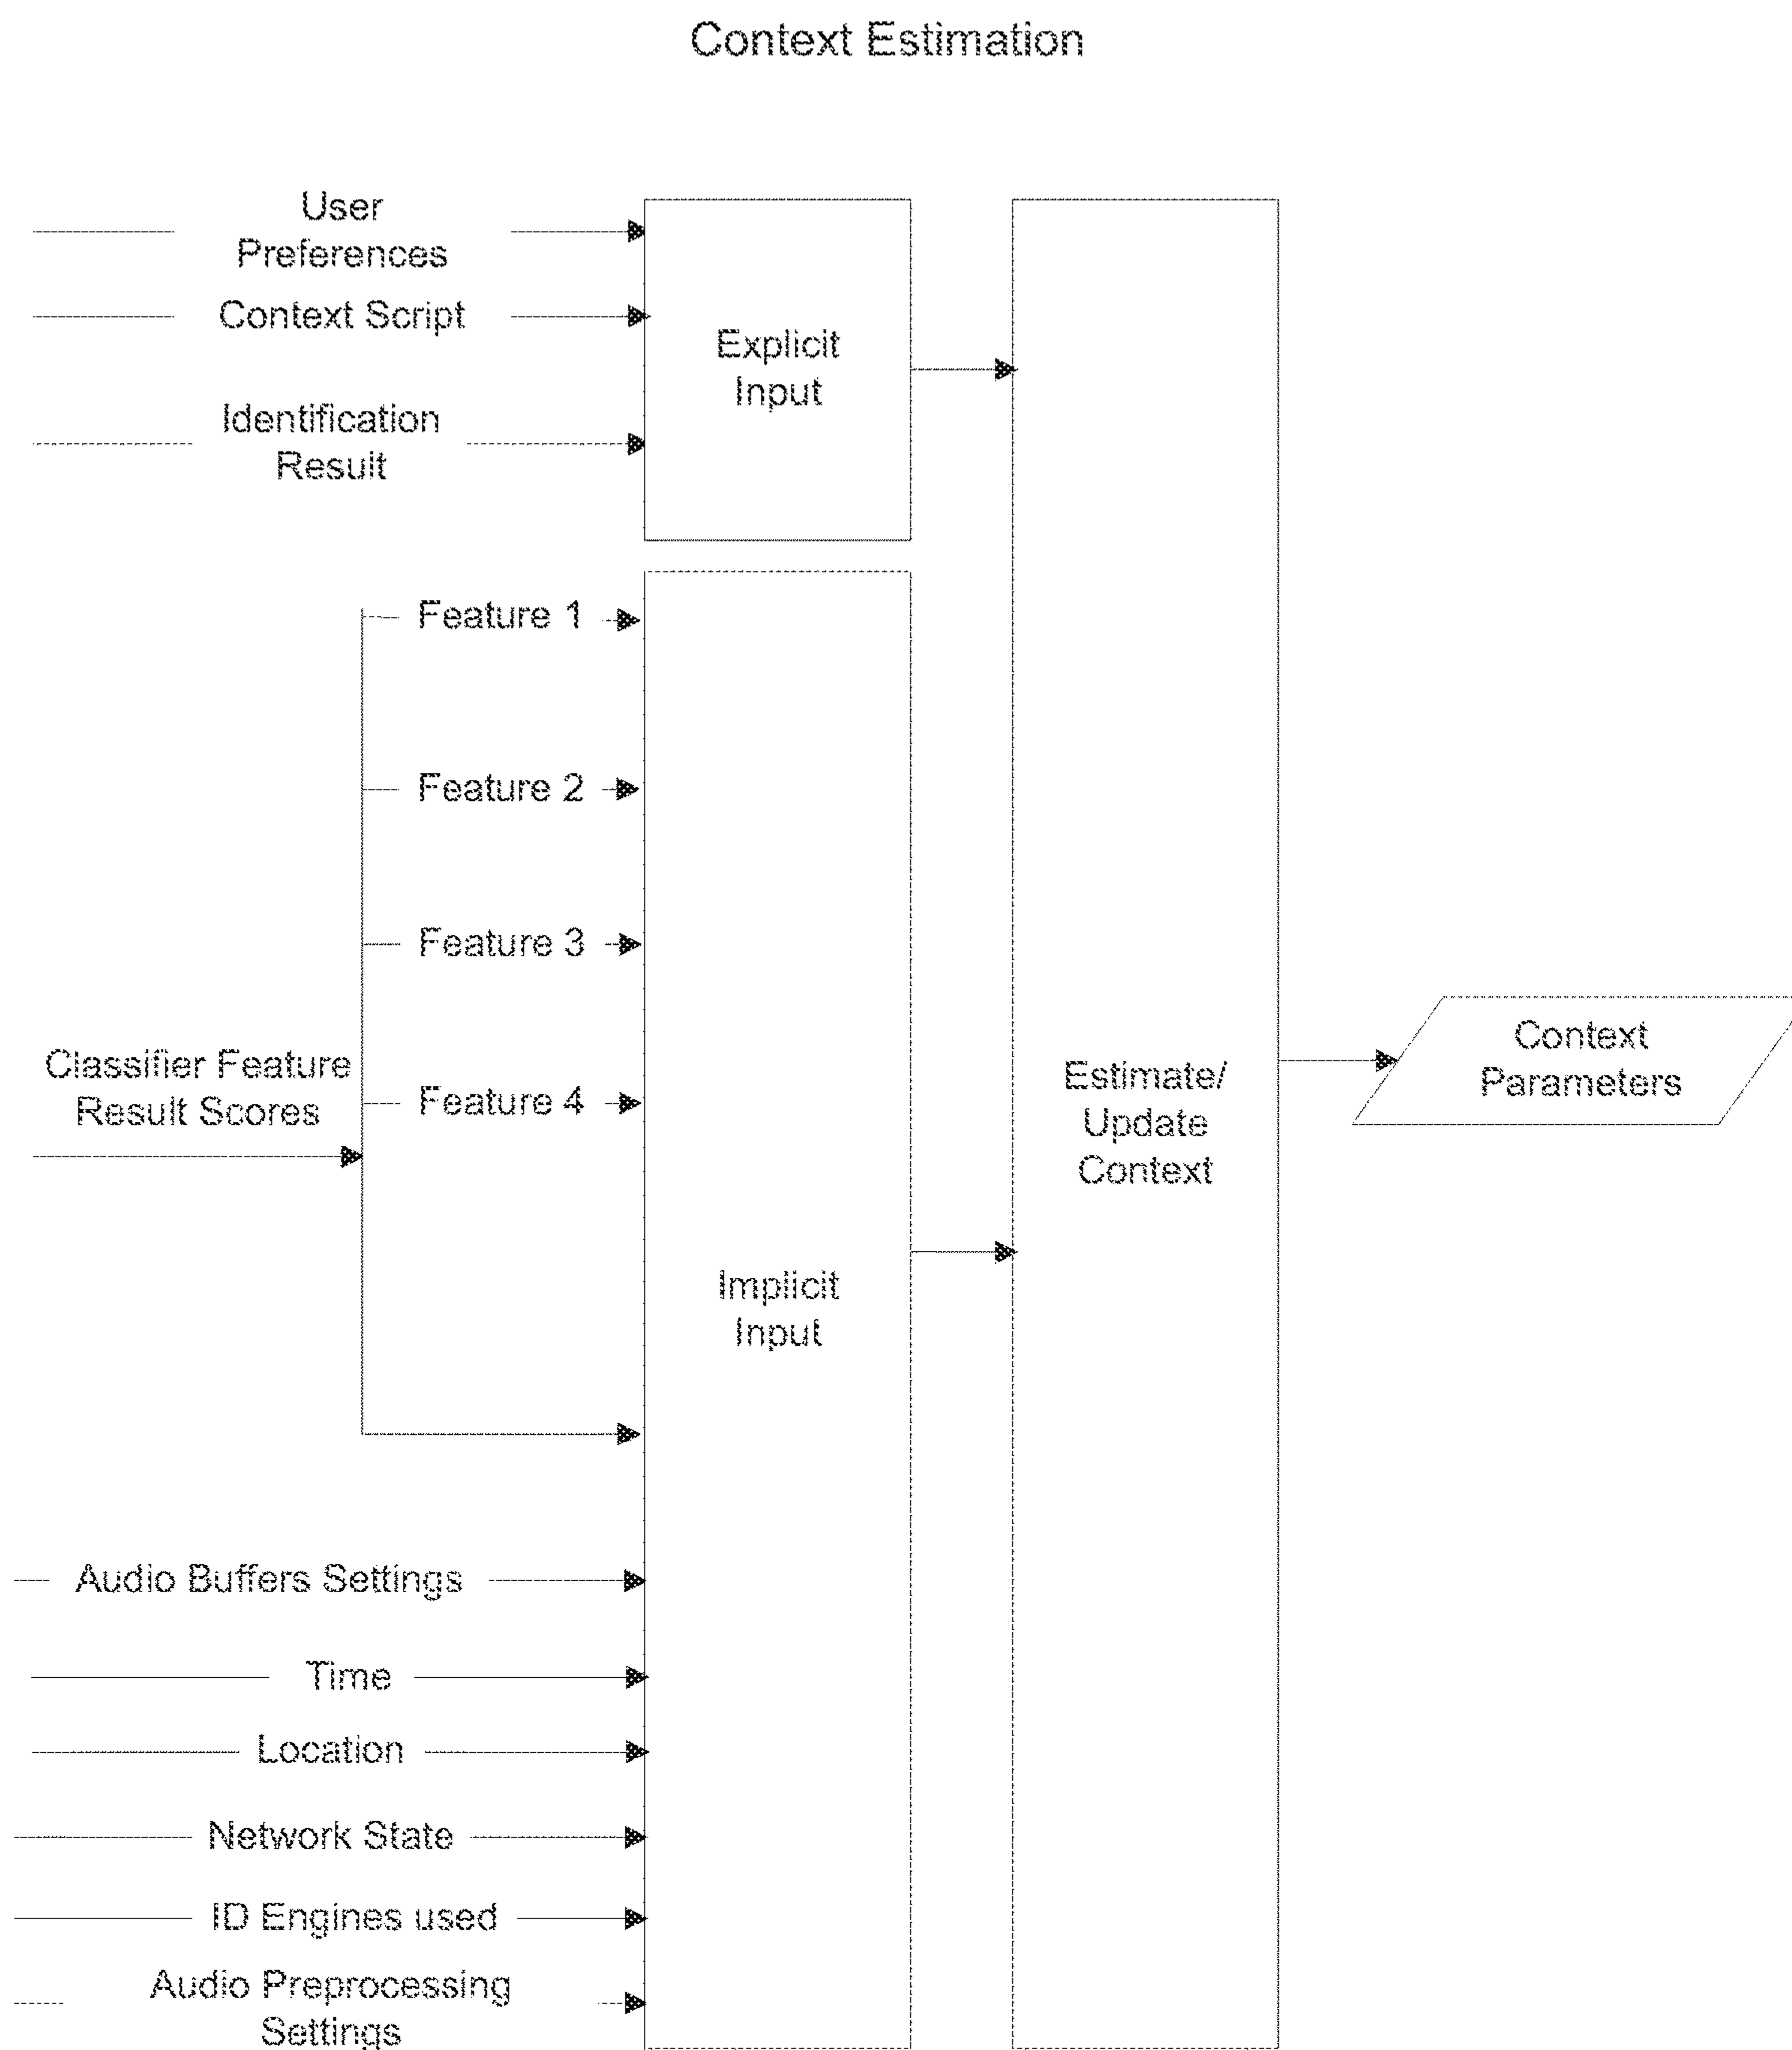 Context Estimation
User
Preferences
Context Script
Identification
Result
Explicit
Input
Feature 1
Feature 2
Feature 3
Feature 4
Classifier Feature
Result Scores
Implicit
Input
Estimate/
Update
Context
Context
Parameters
Audio Buffers Settings
Time
Location
Network State
ID Engines used
Audio Preprocessing
Settings